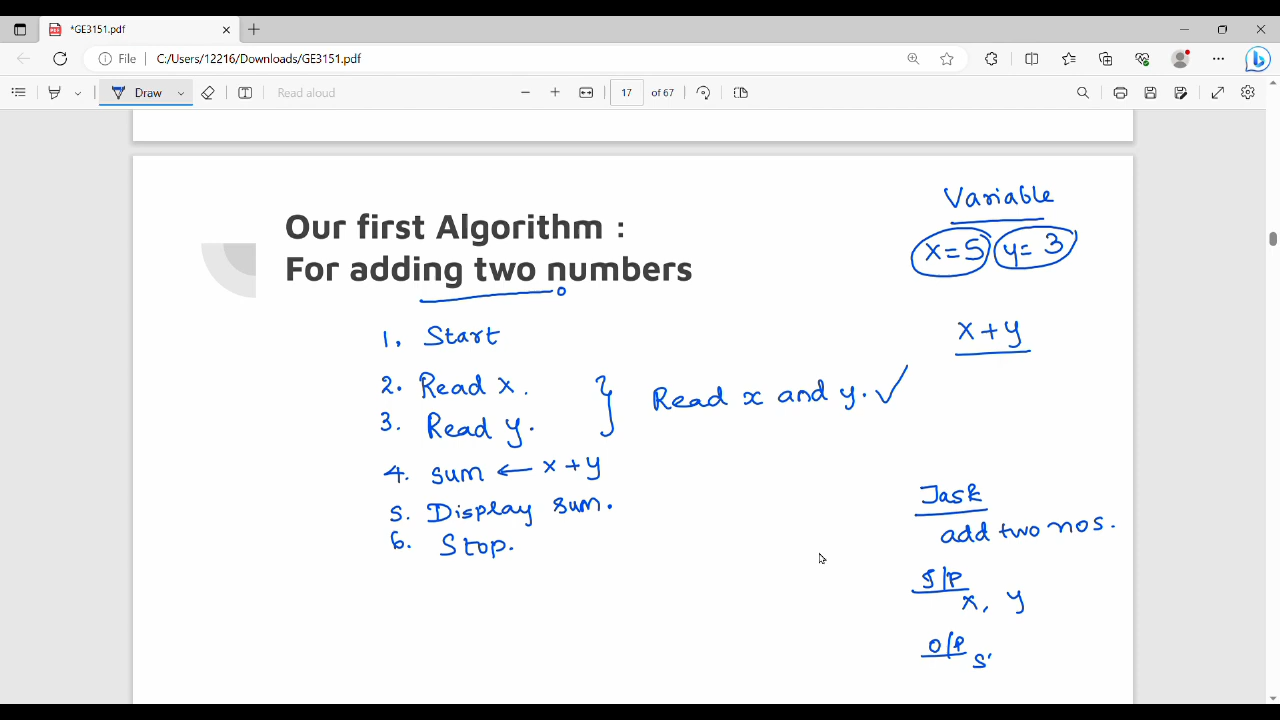 *GE3151.pdf
File C:/Users/12216/Downloads/GE3151.pdf
Draw Read aloud 17 of 67
Our first Algorithm :
For adding two numbers
1. Start
2. Read x.
3. Read y.
Read x and y.
4. sum ← x + y
5. Display sum.
6. Stop.
Variable
x=5 y=3
x+y
Task
add two nos.
I/P
x, y
O/P
s